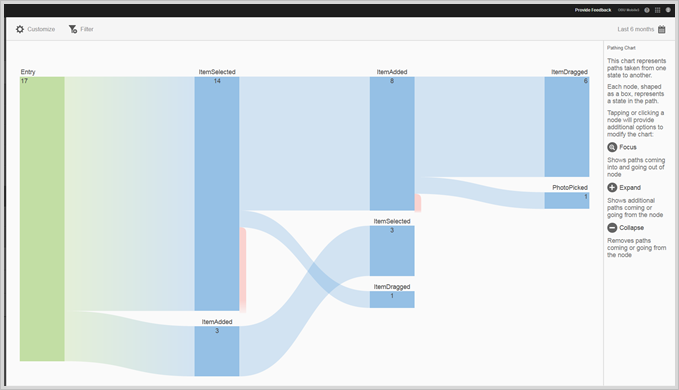 Provide Feedback
Customize
Filter
Last 6 months
Entry
17
ItemSelected
14
ItemAdded
8
ItemDragged
6
PhotoPicked
1
ItemSelected
3
ItemDragged
1
ItemAdded
3
Pathing Chart
This chart represents
paths taken from one
state to another.
Each node, shaped
as a box, represents
a state in the path.
Tapping or clicking a
node will provide
additional options to
modify the chart:
Focus
Shows paths coming
into and going out of
node
Expand
Shows additional
paths coming or
going from the node
Collapse
Removes paths
coming or going from
the node